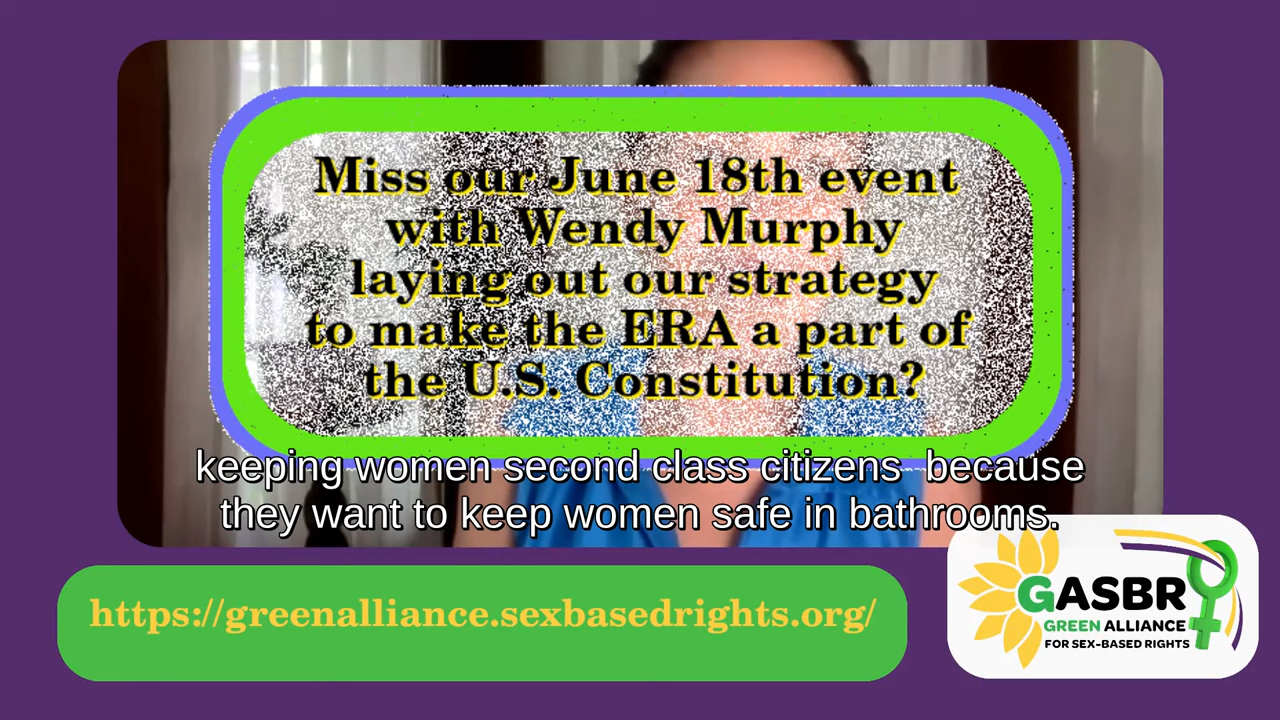 Miss our June 18th event
with Wendy Murphy
laying out our strategy
to make the ERA a part of
the U.S. Constitution?
keeping women second class citizens because
they want to keep women safe in bathrooms.
https://greenalliance.sexbasedrights.org/
GASBR
GREEN ALLIANCE
FOR SEX-BASED RIGHTS